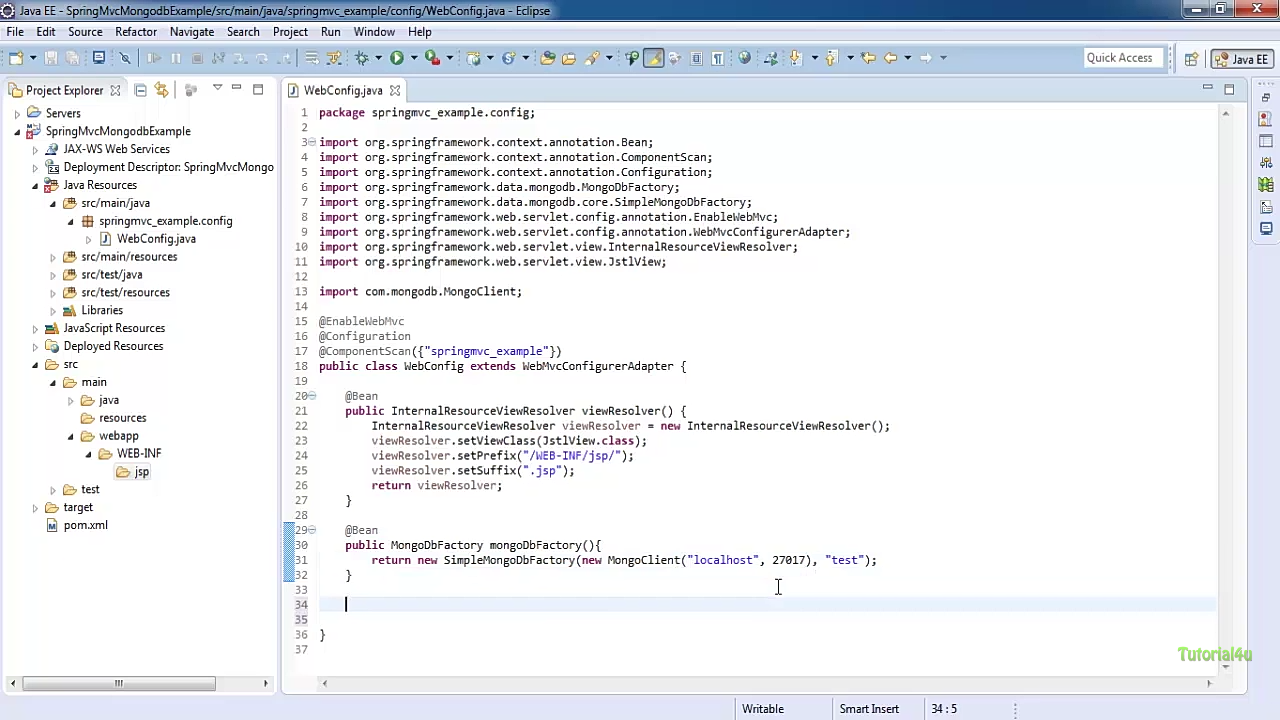 Java EE - SpringMvcMongodbExample/src/main/java/springmvc_example/config/WebConfig.java - Eclipse
File Edit Source Refactor Navigate Search Project Run Window Help
Quick Access
Java EE
Project Explorer
Servers
SpringMvcMongodbExample
JAX-WS Web Services
Deployment Descriptor: SpringMvcMongo
Java Resources
src/main/java
springmvc_example.config
WebConfig.java
src/main/resources
src/test/java
src/test/resources
Libraries
JavaScript Resources
Deployed Resources
src
main
java
resources
webapp
WEB-INF
jsp
test
target
pom.xml
WebConfig.java
1 package springmvc_example.config;
2
3 import org.springframework.context.annotation.Bean;
4 import org.springframework.context.annotation.ComponentScan;
5 import org.springframework.context.annotation.Configuration;
6 import org.springframework.data.mongodb.MongoDbFactory;
7 import org.springframework.data.mongodb.core.SimpleMongoDbFactory;
8 import org.springframework.web.servlet.config.annotation.EnableWebMvc;
9 import org.springframework.web.servlet.config.annotation.WebMvcConfigurerAdapter;
10 import org.springframework.web.servlet.view.InternalResourceViewResolver;
11 import org.springframework.web.servlet.view.JstlView;
12
13 import com.mongodb.MongoClient;
14
15 @EnableWebMvc
16 @Configuration
17 @ComponentScan({"springmvc_example"})
18 public class WebConfig extends WebMvcConfigurerAdapter {
19
20 @Bean
21 public InternalResourceViewResolver viewResolver() {
22 InternalResourceViewResolver viewResolver = new InternalResourceViewResolver();
23 viewResolver.setViewClass(JstlView.class);
24 viewResolver.setPrefix("/WEB-INF/jsp/");
25 viewResolver.setSuffix(".jsp");
26 return viewResolver;
27 }
28
29 @Bean
30 public MongoDbFactory mongoDbFactory(){
31 return new SimpleMongoDbFactory(new MongoClient("localhost", 27017), "test");
32 }
33
34
35
36 }
37
Tutorial4u
Writable Smart Insert 34 : 5